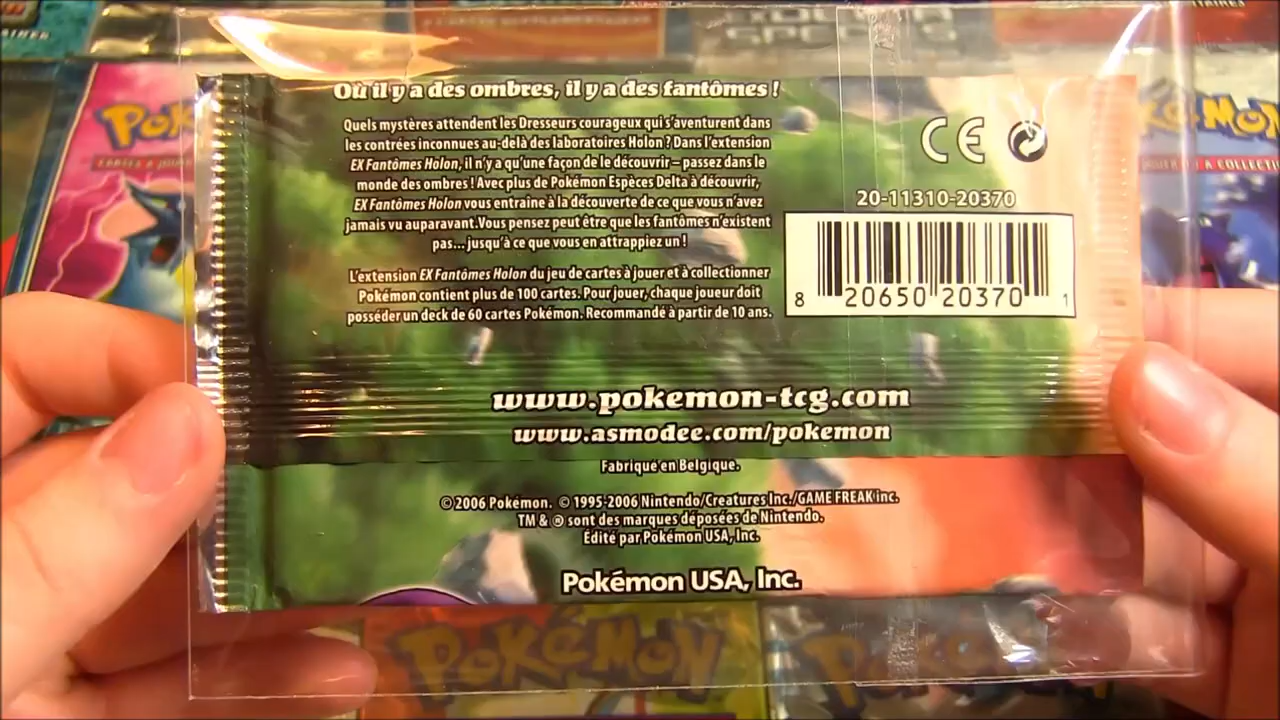 Où il y a des ombres, il y a des fantômes !
Quels mystères attendent les Dresseurs courageux qui s'aventurent dans
les contrées inconnues au-delà des laboratoires Holon ? Dans l'extension
EX Fantômes Holon, il n'y a qu'une façon de le découvrir – passez dans le
monde des ombres ! Avec plus de Pokémon Espèces Delta à découvrir,
EX Fantômes Holon vous entraîne à la découverte de ce que vous n'avez
jamais vu auparavant. Vous pensez peut être que les fantômes n'existent
pas... jusqu'à ce que vous en attrappiez un !
L'extension EX Fantômes Holon du jeu de cartes à jouer et à collectionner
Pokémon contient plus de 100 cartes. Pour jouer, chaque joueur doit
posséder un deck de 60 cartes Pokémon. Recommandé à partir de 10 ans.
CE
20-11310-20370
8 20650 20370 1
www.pokemon-tcg.com
www.asmodee.com/pokemon
Fabriqué en Belgique.
© 2006 Pokémon. © 1995-2006 Nintendo/Creatures Inc./GAME FREAK inc.
TM & ® sont des marques déposées de Nintendo.
Edité par Pokémon USA, Inc.
Pokémon USA, Inc.
POKÉMON